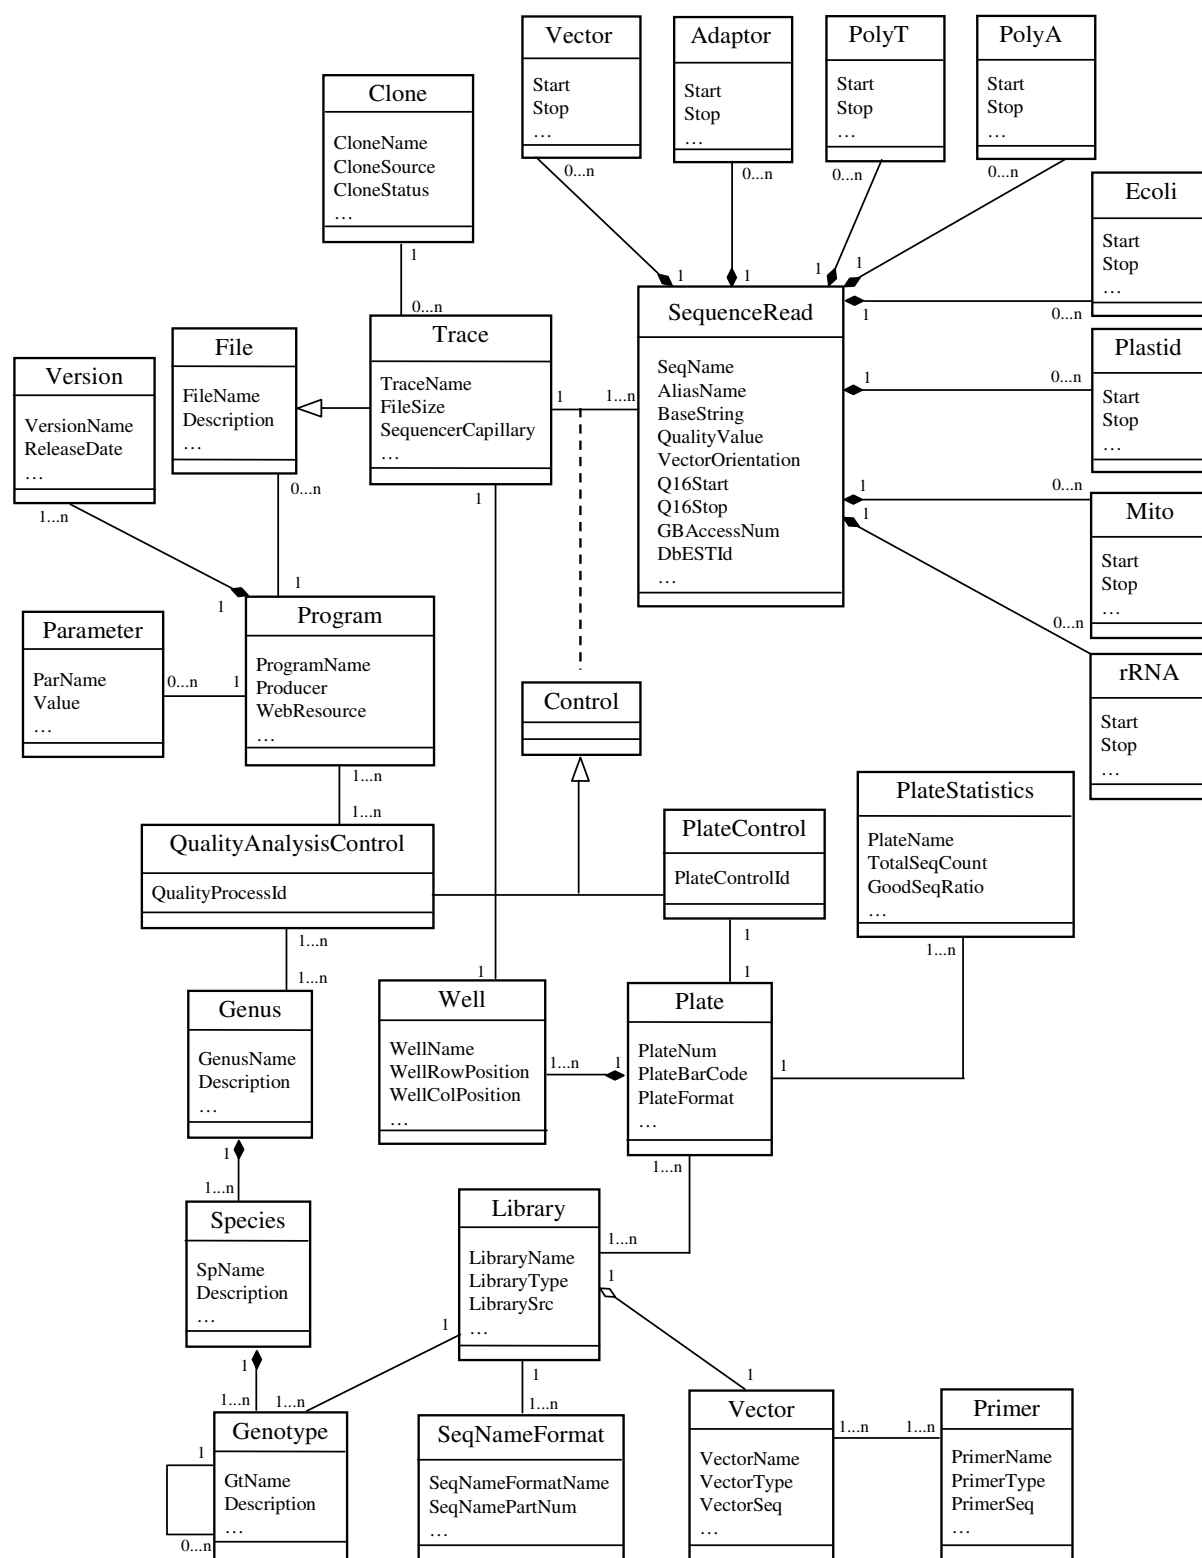 Vector
Start
Stop
…
0...n
Adaptor
Start
Stop
…
0...n
PolyT
Start
Stop
…
0...n
PolyA
Start
Stop
…
0...n
Clone
CloneName
CloneSource
CloneStatus
…
1
0...n
Ecoli
Start
Stop
…
0...n
1
1
1
1
1
SequenceRead
SeqName
AliasName
BaseString
QualityValue
VectorOrientation
Q16Start
Q16Stop
GBAccessNum
DbESTId
…
Trace
TraceName
FileSize
SequencerCapillary
…
1
1...n
1
File
FileName
Description
…
0...n
1
Version
VersionName
ReleaseDate
…
1...n
1
Plastid
Start
Stop
…
1
0...n
Mito
Start
Stop
…
1
0...n
1
0...n
rRNA
Start
Stop
…
Program
ProgramName
Producer
WebResource
…
1...n
Parameter
ParName
Value
…
0...n
1
Control
1...n
QualityAnalysisControl
QualityProcessId
1...n
PlateControl
PlateControlId
1
PlateStatistics
PlateName
TotalSeqCount
GoodSeqRatio
…
1...n
1...n
Genus
GenusName
Description
…
1
1
Well
WellName
WellRowPosition
WellColPosition
…
1...n
1
1
Plate
PlateNum
PlateBarCode
PlateFormat
…
1
1...n
1...n
Species
SpName
Description
…
1
1...n
Library
LibraryName
LibraryType
LibrarySrc
…
1...n
1
1
1...n
1
1...n
1
Genotype
GtName
Description
…
1
0...n
SeqNameFormat
SeqNameFormatName
SeqNamePartNum
…
Vector
VectorName
VectorType
VectorSeq
…
1...n
1...n
Primer
PrimerName
PrimerType
PrimerSeq
…